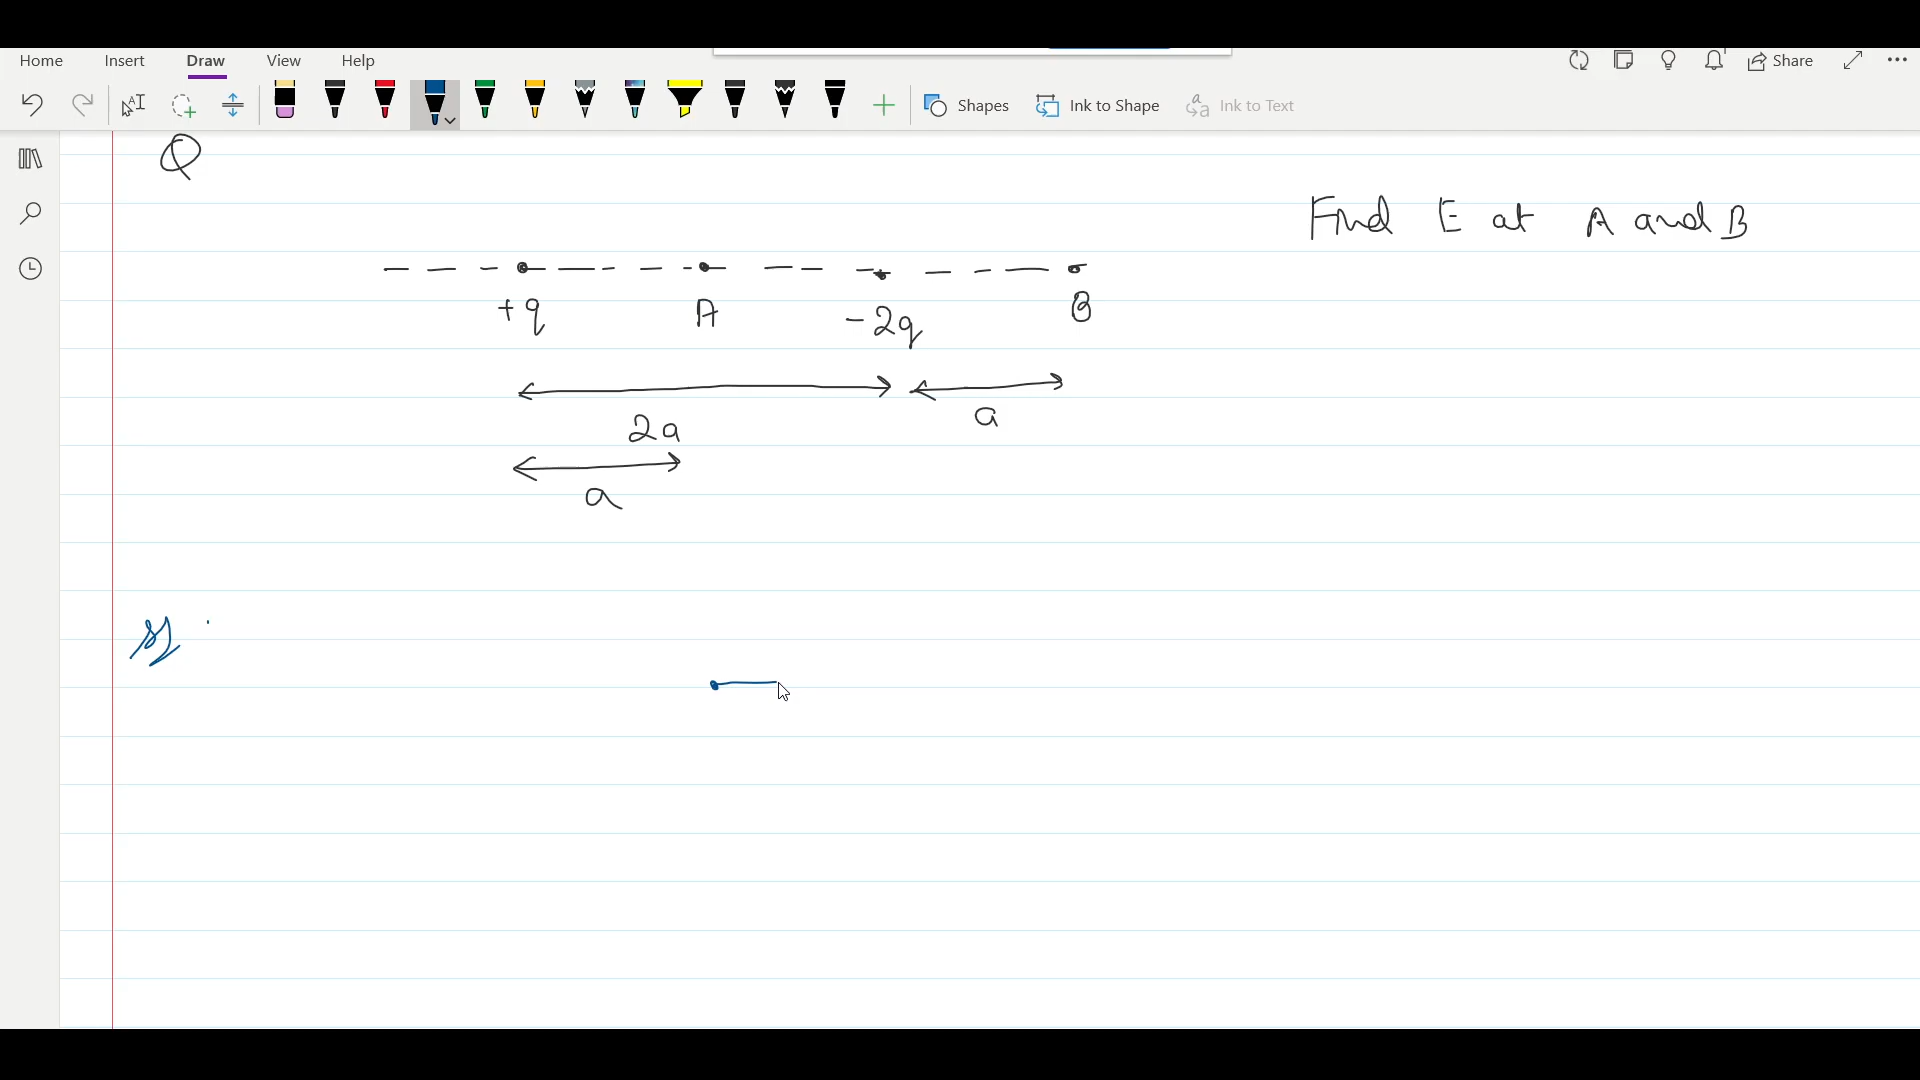 Home Insert Draw View Help Share
Shapes Ink to Shape Ink to Text
Q
Find E at A and B
+q A -2q B
2a a
a